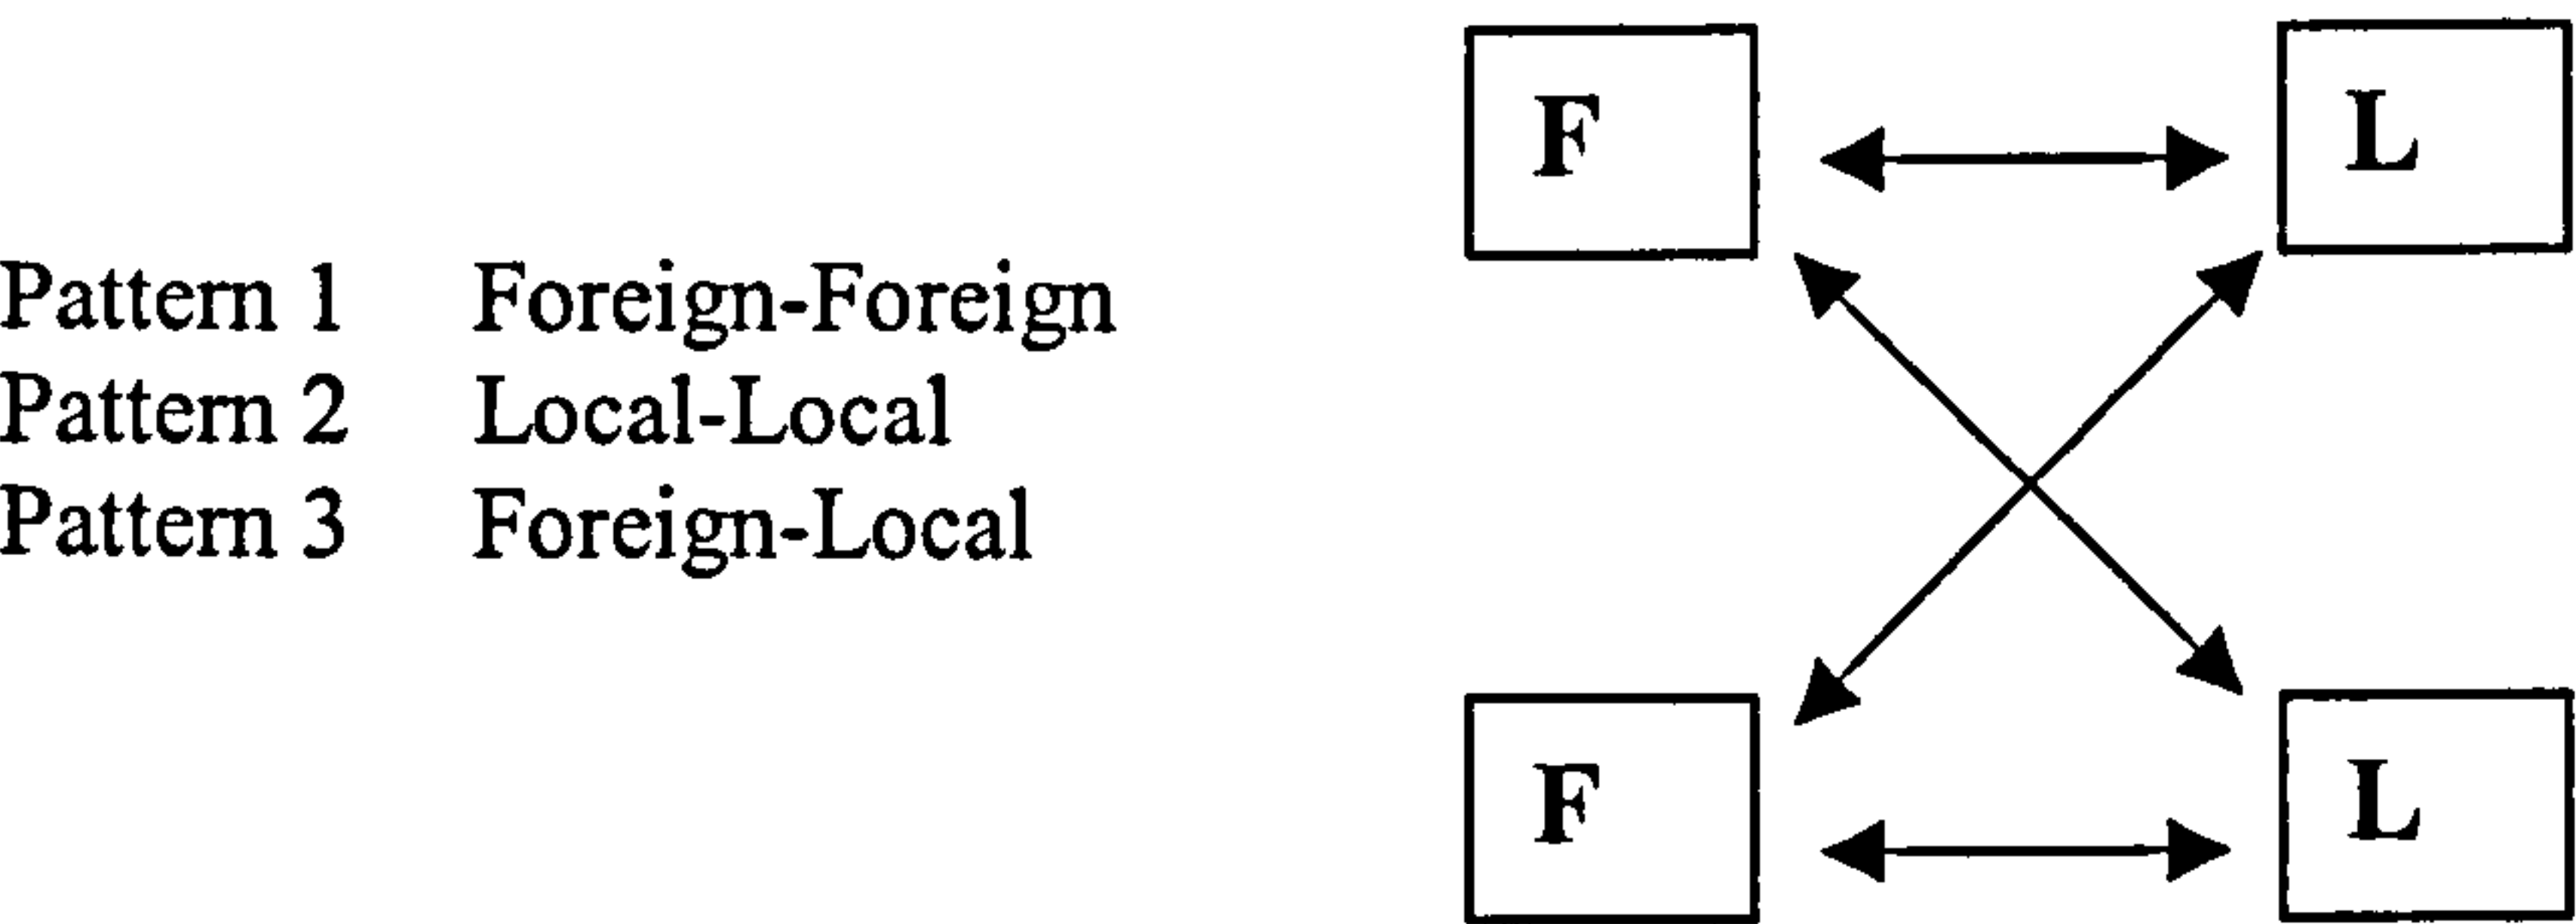 F L
Pattern 1 Foreign-Foreign
Pattern 2 Local-Local
Pattern 3 Foreign-Local
F L